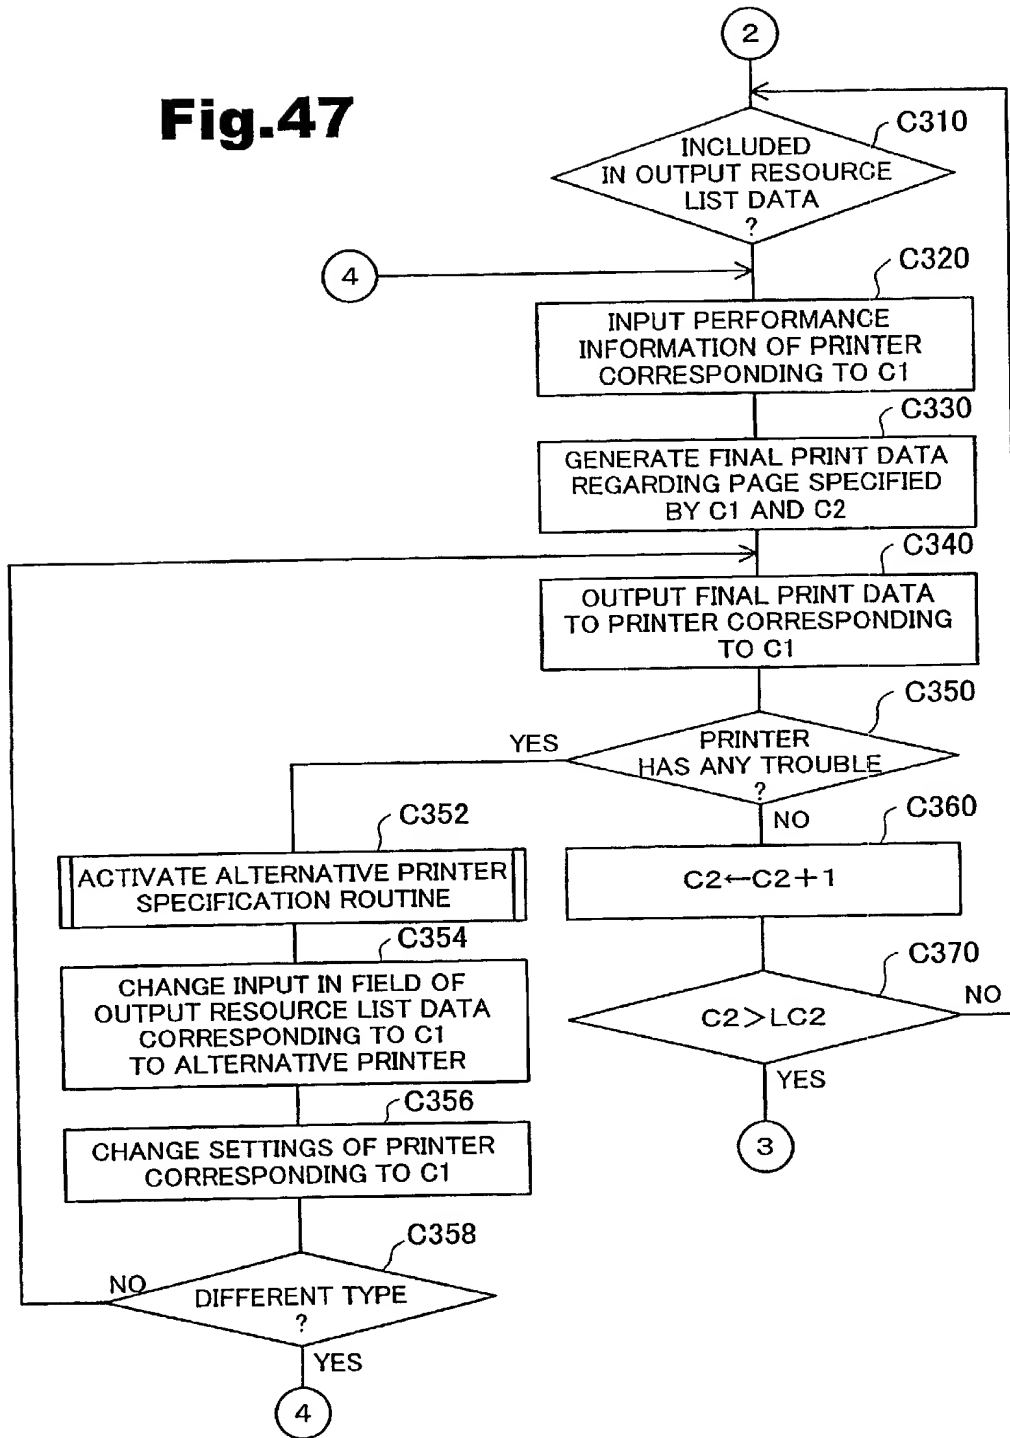 Fig.47
2
C310
INCLUDED
IN OUTPUT RESOURCE
LIST DATA
?
4
C320
INPUT PERFORMANCE
INFORMATION OF PRINTER
CORRESPONDING TO C1
C330
GENERATE FINAL PRINT DATA
REGARDING PAGE SPECIFIED
BY C1 AND C2
C340
OUTPUT FINAL PRINT DATA
TO PRINTER CORRESPONDING
TO C1
C350
PRINTER
HAS ANY TROUBLE
?
YES
NO
C352
ACTIVATE ALTERNATIVE PRINTER
SPECIFICATION ROUTINE
C354
CHANGE INPUT IN FIELD OF
OUTPUT RESOURCE LIST DATA
CORRESPONDING TO C1
TO ALTERNATIVE PRINTER
C356
CHANGE SETTINGS OF PRINTER
CORRESPONDING TO C1
C358
DIFFERENT TYPE
?
NO
YES
4
C360
C2←C2+1
C370
C2>LC2
NO
YES
3